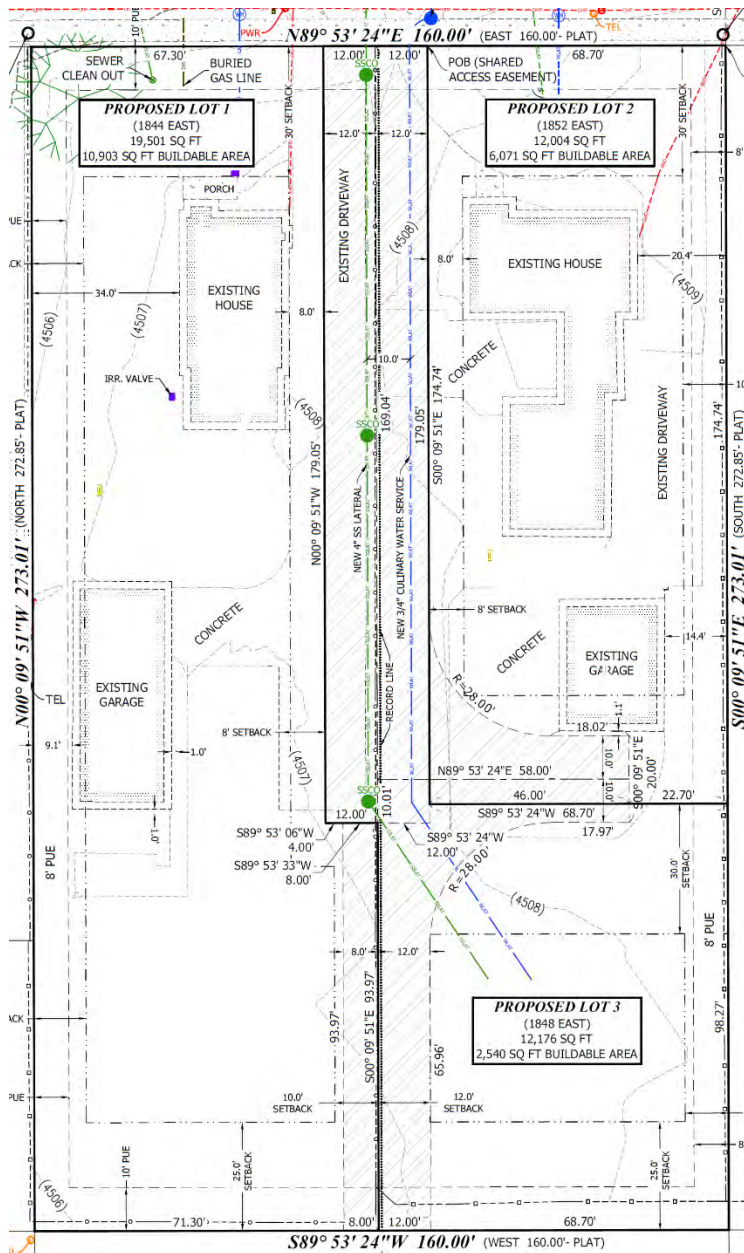 10' PUE
PWR
TEL
N89° 53' 24"E 160.00' (EAST 160.00'- PLAT)
67.30'
12.00'
12.00'
68.70'
SEWER
CLEAN OUT
BURIED
GAS LINE
SSCO
POB (SHARED
ACCESS EASEMENT)
PROPOSED LOT 1
(1844 EAST)
19,501 SQ FT
10,903 SQ FT BUILDABLE AREA
30' SETBACK
12.0'
12.0'
PROPOSED LOT 2
(1852 EAST)
12,004 SQ FT
6,071 SQ FT BUILDABLE AREA
30' SETBACK
8'
PORCH
EXISTING DRIVEWAY
(4508)
PUE
ACK
(4506)
34.0'
(4507)
EXISTING
HOUSE
8.0'
8.0'
EXISTING HOUSE
20.4'
(4509)
IRR. VALVE
10.0'
CONCRETE
(4508)
SSCO
169.04'
179.05'
S00° 09' 51"E 174.74'
174.74'
EXISTING DRIVEWAY
N00° 09' 51"W 273.01' (NORTH 272.85'- PLAT)
N00° 09' 51"W 179.05'
NEW 4" SS LATERAL
NEW 3/4" CULINARY WATER SERVICE
S00° 09' 51"E 273.01' (SOUTH 272.85'- PLAT)
CONCRETE
8' SETBACK
CONCRETE
14.4'
EXISTING
GARAGE
TEL
EXISTING
GARAGE
R=28.00'
RECORD LINE
9.1'
1.0'
8' SETBACK
(4507)
18.02'
1.1'
10.0'
10.0'
S00° 09' 51"E
20.00'
N89° 53' 24"E 58.00'
SSCO
10.01'
12.00'
46.00'
22.70'
S89° 53' 24"W 68.70'
17.97'
1.0'
S89° 53' 06"W
4.00'
S89° 53' 33"W
8.00'
S89° 53' 24"W
12.00'
8' PUE
R=28.00'
(4508)
30.0'
SETBACK
8' PUE
8.0'
12.0'
93.97'
S00° 09' 51"E 93.97'
PROPOSED LOT 3
(1848 EAST)
12,176 SQ FT
2,540 SQ FT BUILDABLE AREA
98.27'
ACK
65.96'
PUE
10.0'
SETBACK
12.0'
SETBACK
10' PUE
25.0'
SETBACK
25.0'
SETBACK
8
(4506)
71.30'
8.00'
12.00'
68.70'
S89° 53' 24"W 160.00' (WEST 160.00'- PLAT)